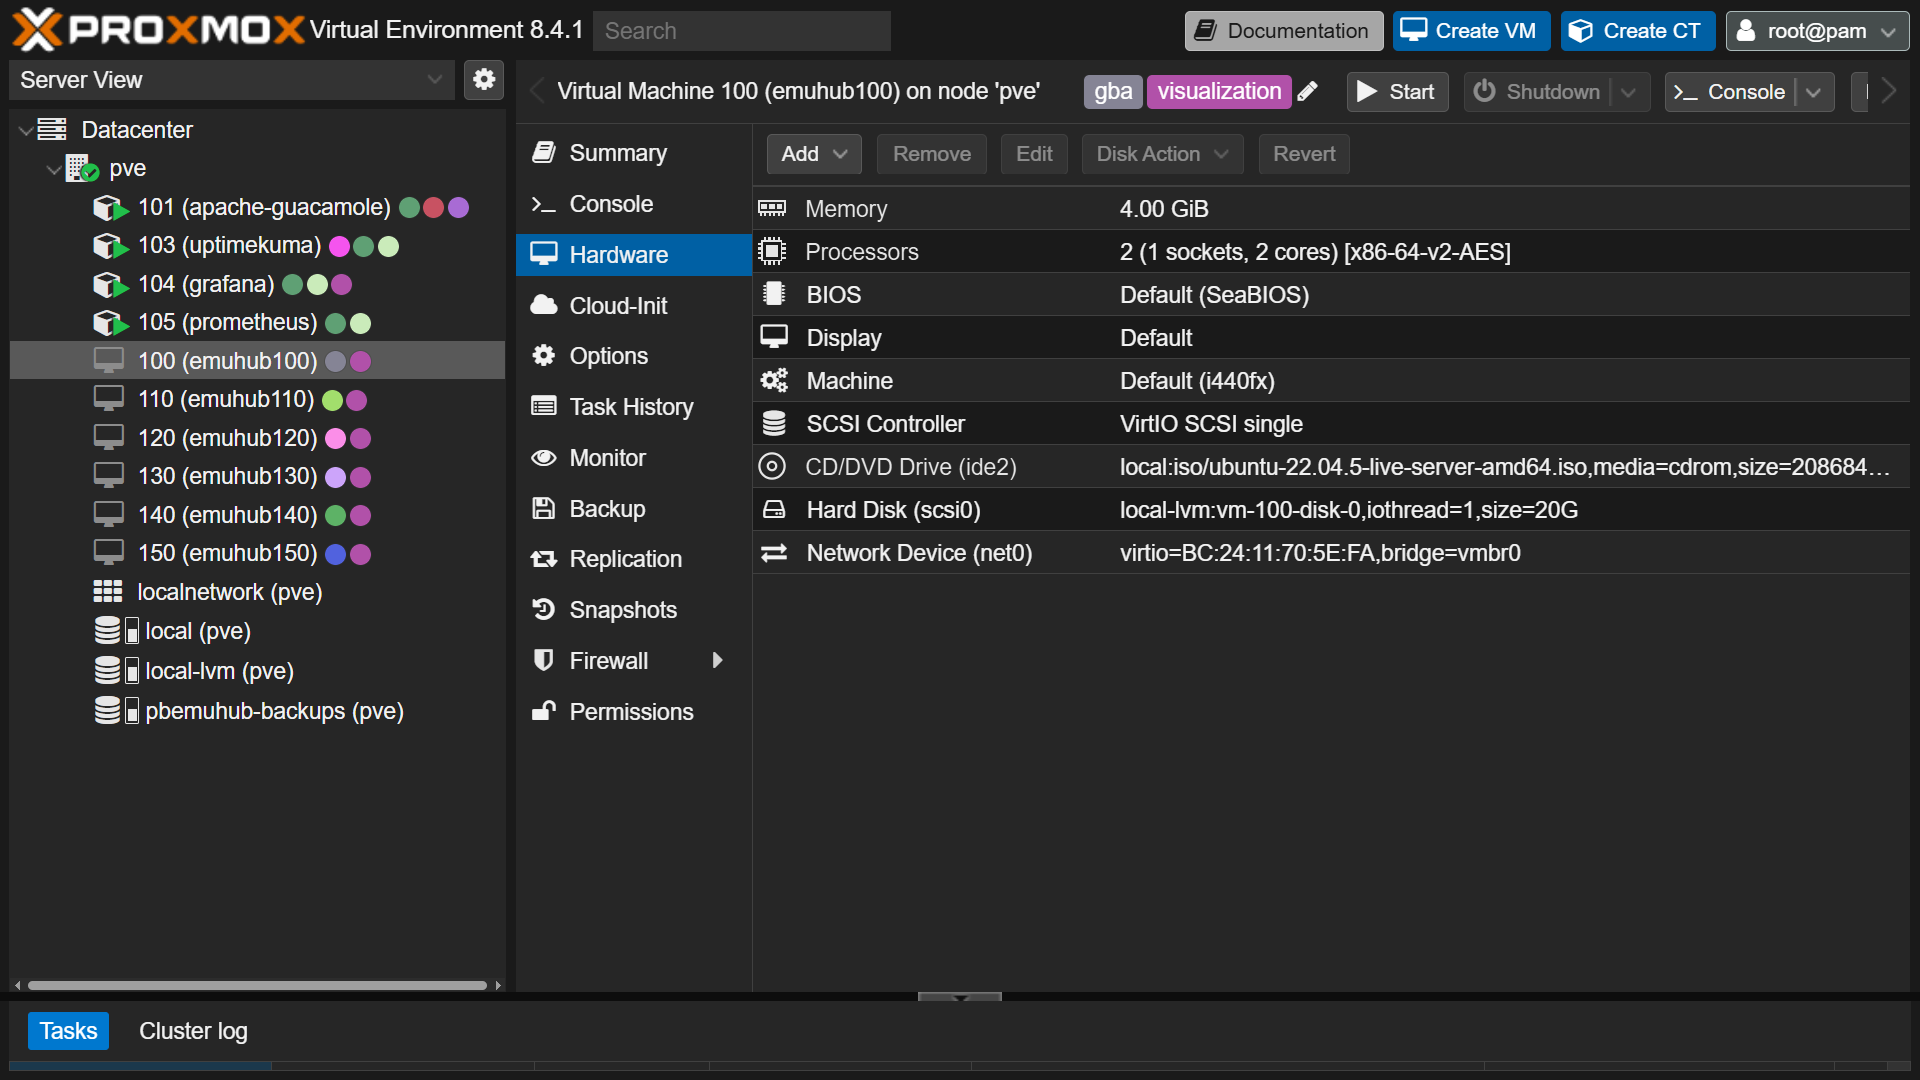 PROXMOX Virtual Environment 8.4.1 Search Documentation Create VM Create CT root@pam
Server View
Virtual Machine 100 (emuhub100) on node 'pve' gba visualization Start Shutdown Console
Datacenter
pve
101 (apache-guacamole)
103 (uptimekuma)
104 (grafana)
105 (prometheus)
100 (emuhub100)
110 (emuhub110)
120 (emuhub120)
130 (emuhub130)
140 (emuhub140)
150 (emuhub150)
localnetwork (pve)
local (pve)
local-lvm (pve)
pbemuhub-backups (pve)
Summary
Console
Hardware
Cloud-Init
Options
Task History
Monitor
Backup
Replication
Snapshots
Firewall
Permissions
Add Remove Edit Disk Action Revert
Memory 4.00 GiB
Processors 2 (1 sockets, 2 cores) [x86-64-v2-AES]
BIOS Default (SeaBIOS)
Display Default
Machine Default (i440fx)
SCSI Controller VirtIO SCSI single
CD/DVD Drive (ide2) local:iso/ubuntu-22.04.5-live-server-amd64.iso,media=cdrom,size=208684...
Hard Disk (scsi0) local-lvm:vm-100-disk-0,iothread=1,size=20G
Network Device (net0) virtio=BC:24:11:70:5E:FA,bridge=vmbr0
Tasks Cluster log